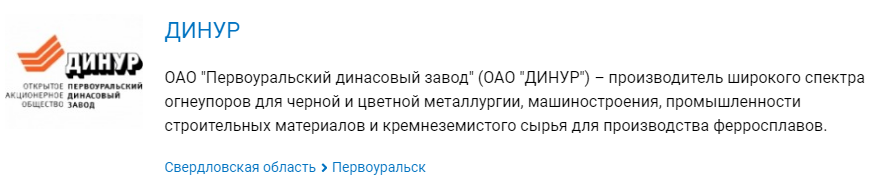 ДИНУР
ДИНУР
ОТКРЫТОЕ ПЕРВОУРАЛЬСКИЙ
АКЦИОНЕРНОЕ ДИНАСОВЫЙ
ОБЩЕСТВО ЗАВОД
ОАО "Первоуральский динасовый завод" (ОАО "ДИНУР") – производитель широкого спектра
огнеупоров для черной и цветной металлургии, машиностроения, промышленности
строительных материалов и кремнеземистого сырья для производства ферросплавов.
Свердловская область > Первоуральск